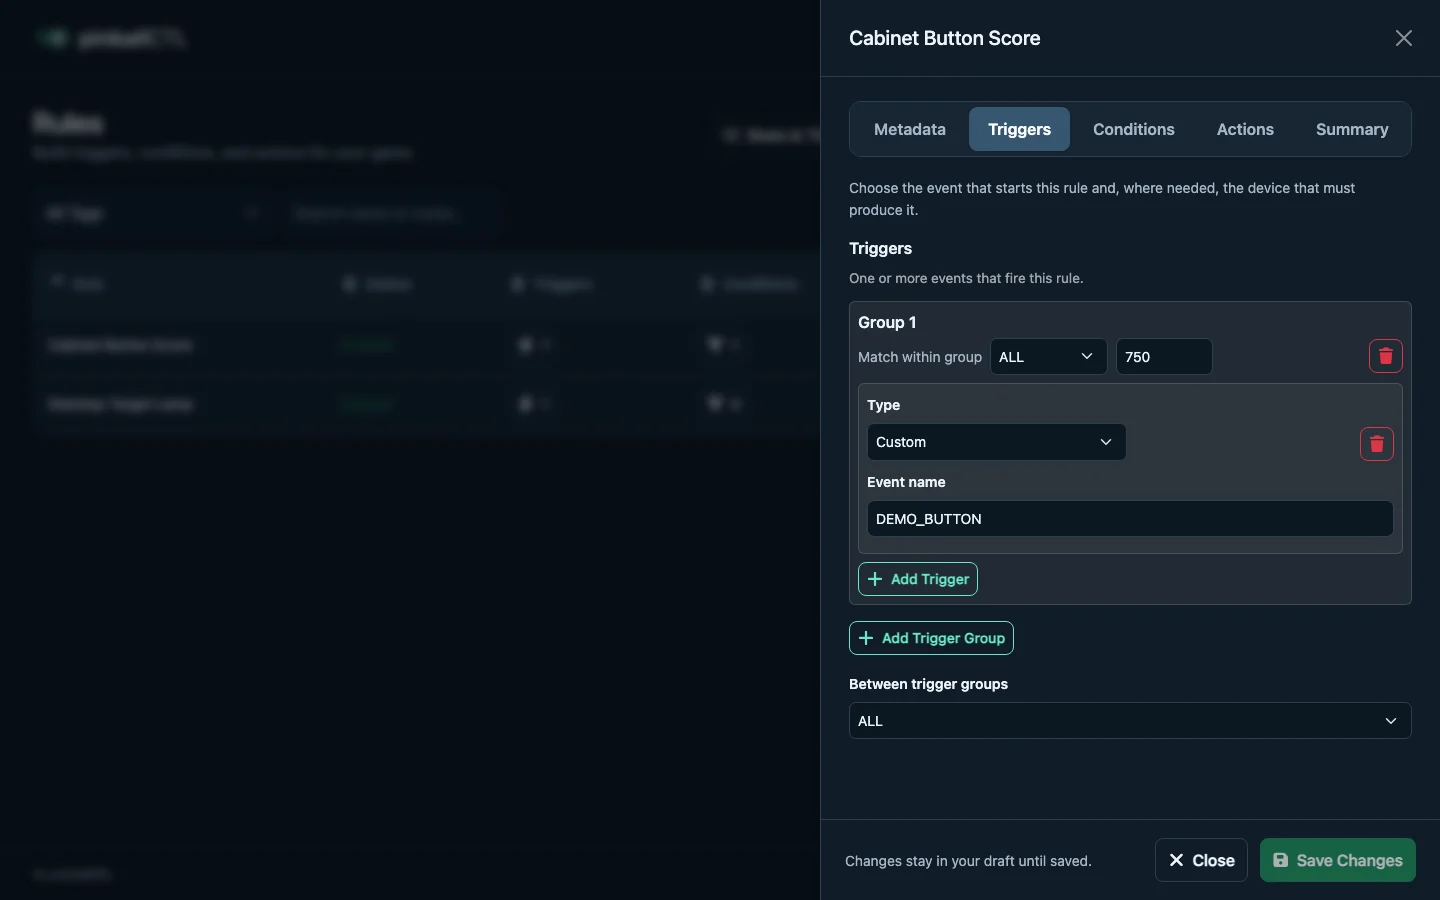 Cabinet Button Score
Metadata
Triggers
Conditions
Actions
Summary
Choose the event that starts this rule and, where needed, the device that must
produce it.
Triggers
One or more events that fire this rule.
Group 1
Match within group
ALL
750
Type
Custom
Event name
DEMO_BUTTON
Add Trigger
Add Trigger Group
Between trigger groups
ALL
Changes stay in your draft until saved.
Close
Save Changes
Rules